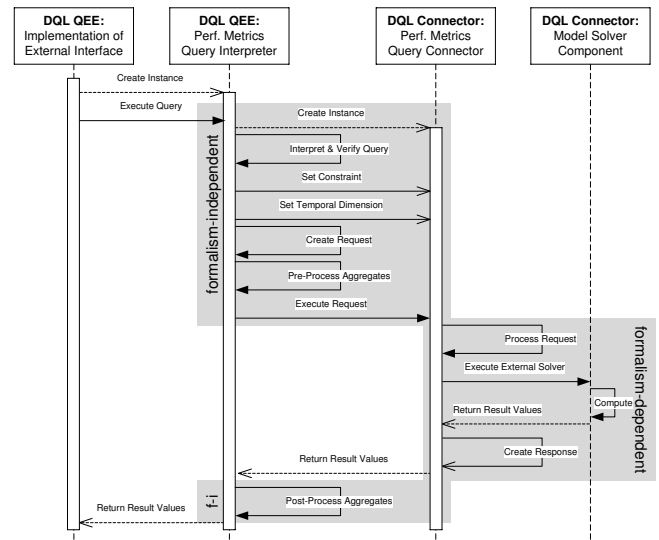 DQL QEE:
Implementation of
External Interface
DQL QEE:
Perf. Metrics
Query Interpreter
DQL Connector:
Perf. Metrics
Query Connector
DQL Connector:
Model Solver
Component
Create Instance
Execute Query
Create Instance
Interpret & Verify Query
Set Constraint
Set Temporal Dimension
Create Request
Pre-Process Aggregates
Execute Request
formalism-independent
Process Request
Execute External Solver
Compute
Return Result Values
Create Response
formalism-dependent
Return Result Values
Post-Process Aggregates
f-i
Return Result Values